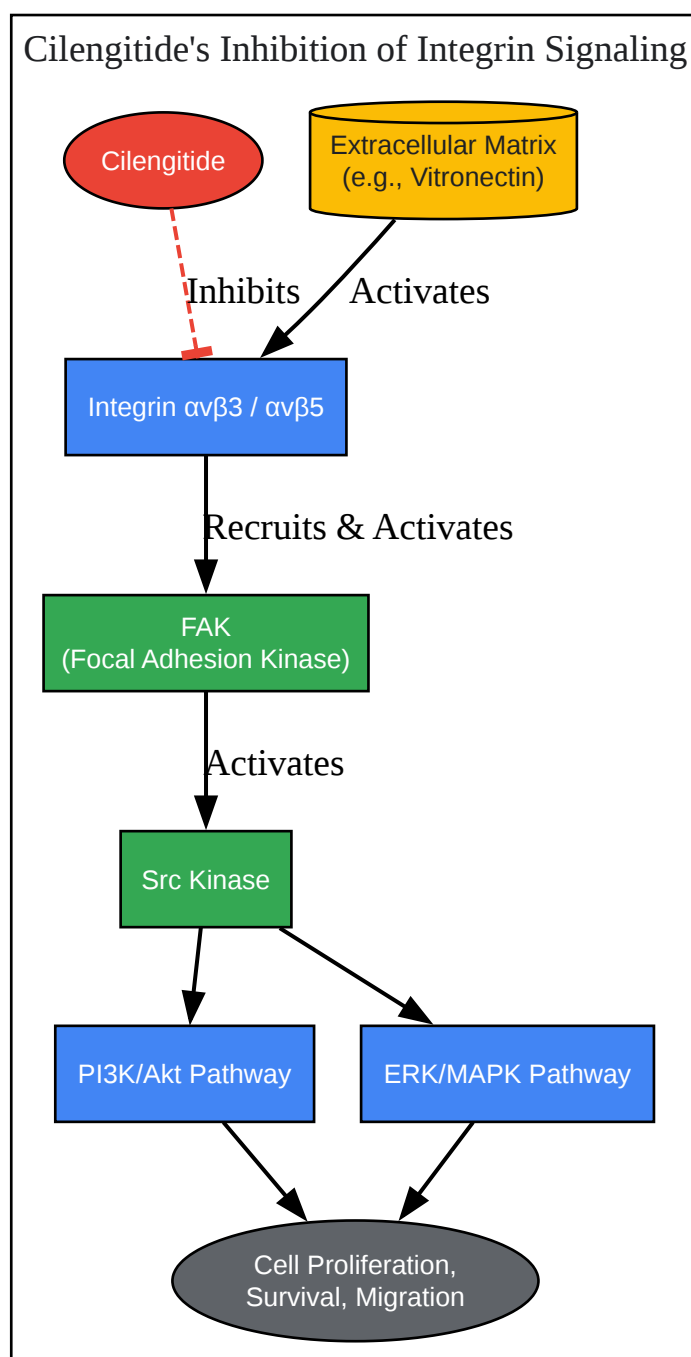 Cilengitide's Inhibition of Integrin Signaling
Cilengitide
Extracellular Matrix
(e.g., Vitronectin)
Inhibits
Activates
Integrin αvβ3 / αvβ5
Recruits & Activates
FAK
(Focal Adhesion Kinase)
Activates
Src Kinase
PI3K/Akt Pathway
ERK/MAPK Pathway
Cell Proliferation,
Survival, Migration